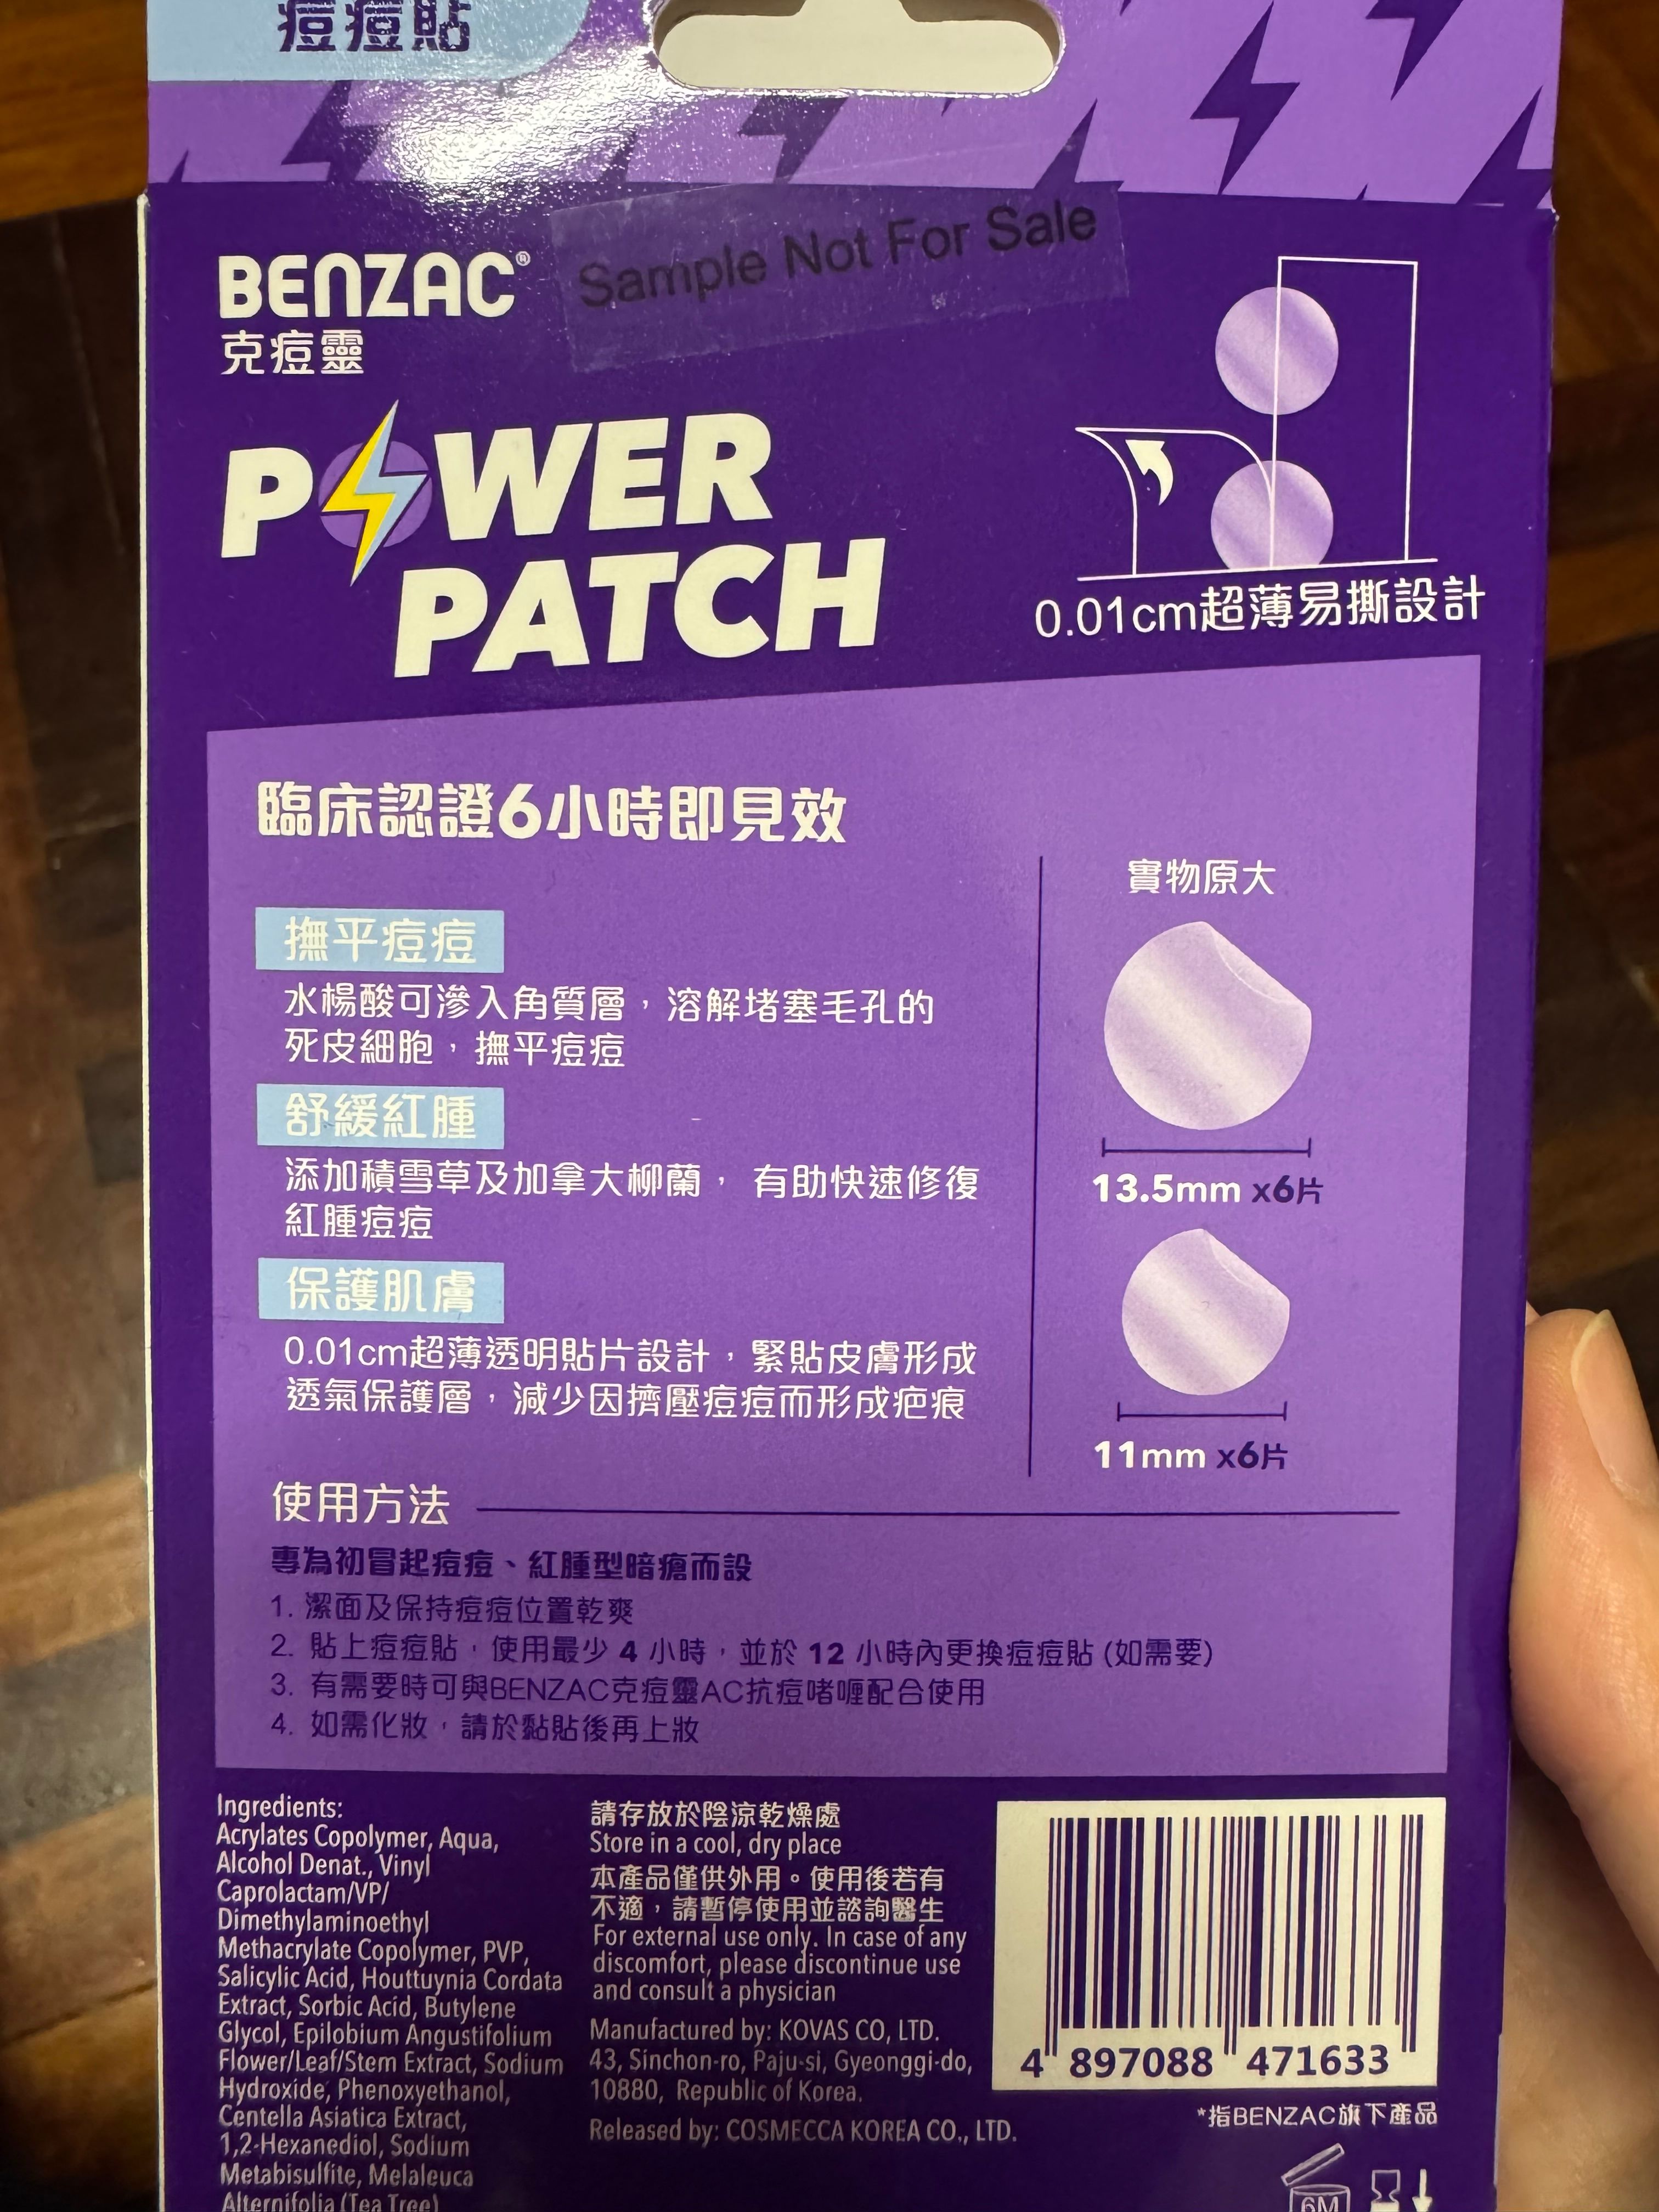 痘痘貼
Sample Not For Sale
BENZAC®
克痘靈
POWER
PATCH
0.01cm超薄易撕設計
臨床認證6小時即見效
撫平痘痘
水楊酸可滲入角質層，溶解堵塞毛孔的
死皮細胞，撫平痘痘
舒緩紅腫
添加積雪草及加拿大柳蘭， 有助快速修復
紅腫痘痘
保護肌膚
0.01cm超薄透明貼片設計，緊貼皮膚形成
透氣保護層，減少因擠壓痘痘而形成疤痕
實物原大
13.5mm x6片
11mm x6片
使用方法
專為初冒起痘痘、紅腫型暗瘡而設
1. 潔面及保持痘痘位置乾爽
2. 貼上痘痘貼，使用最少 4 小時，並於 12 小時內更換痘痘貼 (如需要)
3. 有需要時可與BENZAC克痘靈AC抗痘啫喱配合使用
4. 如需化妝，請於黏貼後再上妝
Ingredients:
Acrylates Copolymer, Aqua,
Alcohol Denat., Vinyl
Caprolactam/VP/
Dimethylaminoethyl
Methacrylate Copolymer, PVP,
Salicylic Acid, Houttuynia Cordata
Extract, Sorbic Acid, Butylene
Glycol, Epilobium Angustifolium
Flower/Leaf/Stem Extract, Sodium
Hydroxide, Phenoxyethanol,
Centella Asiatica Extract,
1,2-Hexanediol, Sodium
Metabisulfite, Melaleuca
Alternifolia (Tea Tree)
請存放於陰涼乾燥處
Store in a cool, dry place
本產品僅供外用。使用後若有
不適，請暫停使用並諮詢醫生
For external use only. In case of any
discomfort, please discontinue use
and consult a physician
Manufactured by: KOVAS CO, LTD.
43, Sinchon-ro, Paju-si, Gyeonggi-do,
10880, Republic of Korea.
Released by: COSMECCA KOREA CO., LTD.
4 897088 471633
*指BENZAC旗下產品
6M